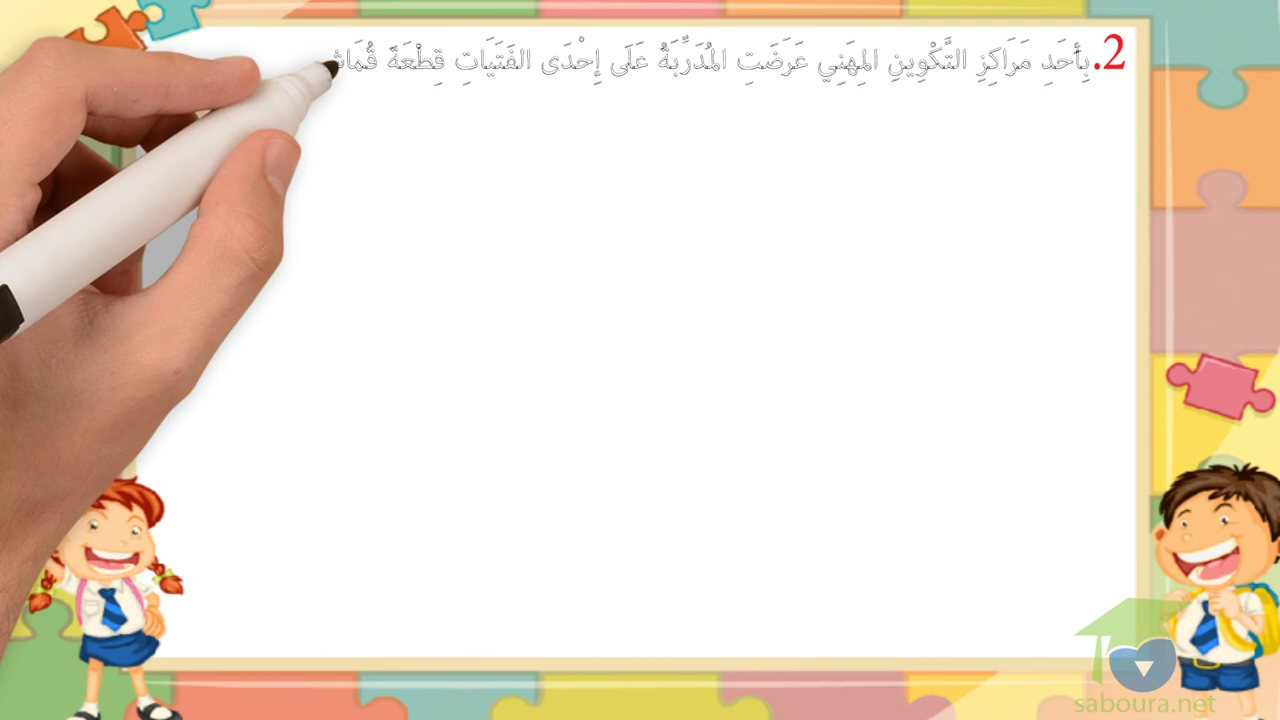 2.بِأَحَدِ مَرَاكِزِ التَّكْوِينِ المِهَنِي عَرَضَتِ المُدَرِّبَةُ عَلَى إِحْدَى الفَتَيَاتِ قِطْعَةَ قُمَاشٍ
saboura.net